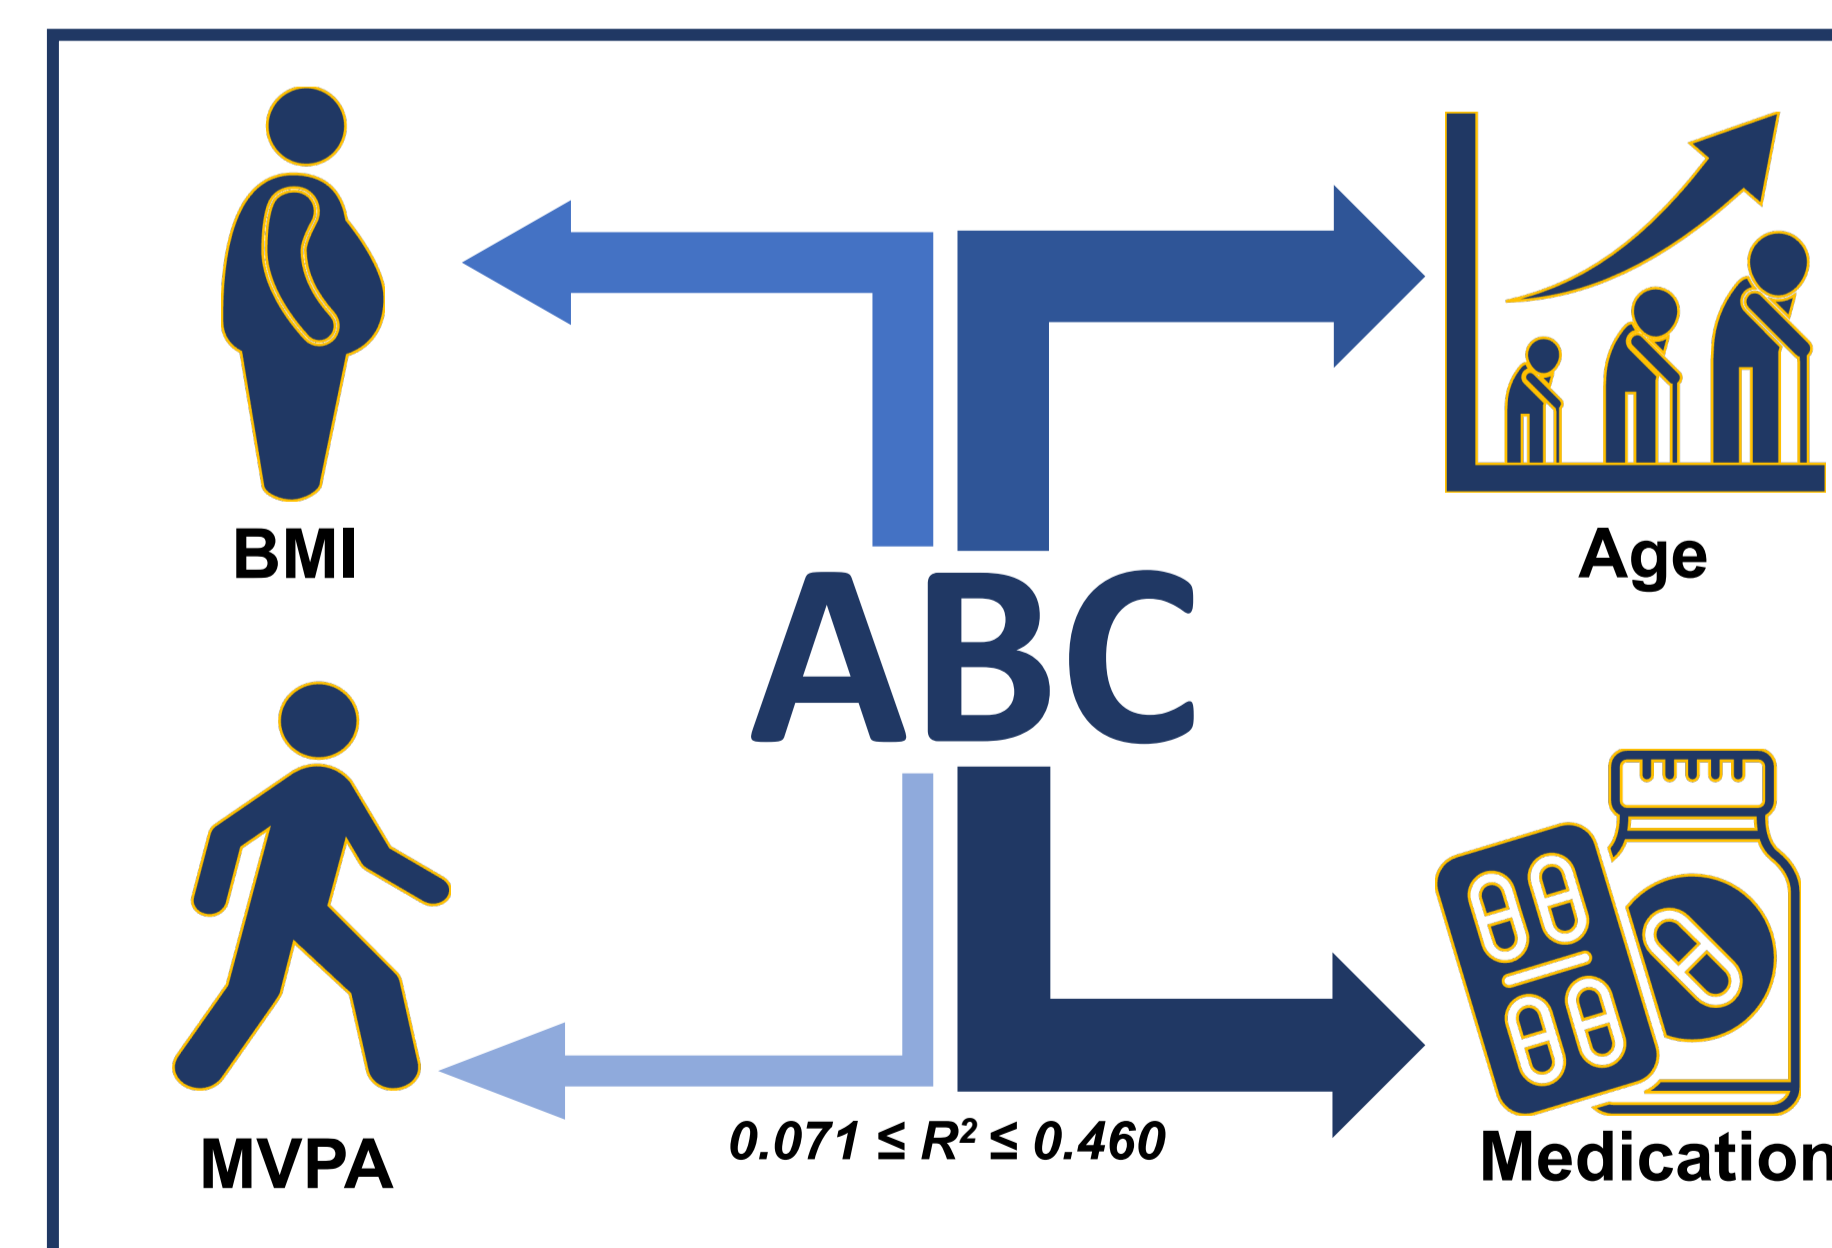 BMI
Age
ABC
MVPA
0.071 ≤ R² ≤ 0.460
Medication